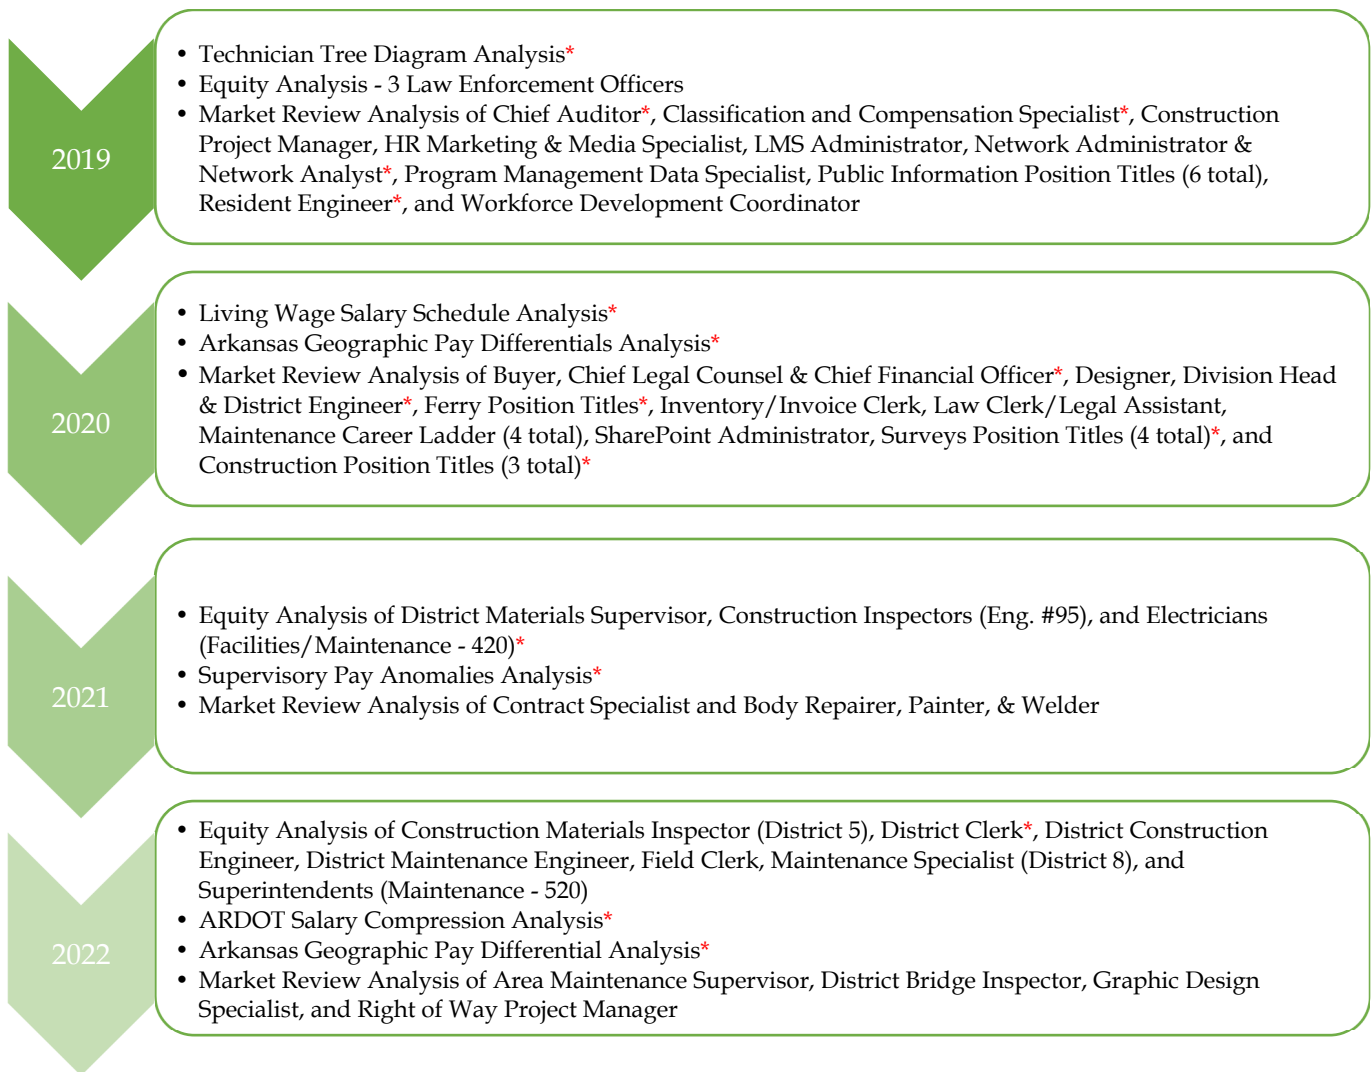 2019
• Technician Tree Diagram Analysis*
• Equity Analysis - 3 Law Enforcement Officers
• Market Review Analysis of Chief Auditor*, Classification and Compensation Specialist*, Construction
Project Manager, HR Marketing & Media Specialist, LMS Administrator, Network Administrator &
Network Analyst*, Program Management Data Specialist, Public Information Position Titles (6 total),
Resident Engineer*, and Workforce Development Coordinator
2020
• Living Wage Salary Schedule Analysis*
• Arkansas Geographic Pay Differentials Analysis*
• Market Review Analysis of Buyer, Chief Legal Counsel & Chief Financial Officer*, Designer, Division Head
& District Engineer*, Ferry Position Titles*, Inventory/Invoice Clerk, Law Clerk/Legal Assistant,
Maintenance Career Ladder (4 total), SharePoint Administrator, Surveys Position Titles (4 total)*, and
Construction Position Titles (3 total)*
2021
• Equity Analysis of District Materials Supervisor, Construction Inspectors (Eng. #95), and Electricians
(Facilities/Maintenance - 420)*
• Supervisory Pay Anomalies Analysis*
• Market Review Analysis of Contract Specialist and Body Repairer, Painter, & Welder
2022
• Equity Analysis of Construction Materials Inspector (District 5), District Clerk*, District Construction
Engineer, District Maintenance Engineer, Field Clerk, Maintenance Specialist (District 8), and
Superintendents (Maintenance - 520)
• ARDOT Salary Compression Analysis*
• Arkansas Geographic Pay Differential Analysis*
• Market Review Analysis of Area Maintenance Supervisor, District Bridge Inspector, Graphic Design
Specialist, and Right of Way Project Manager